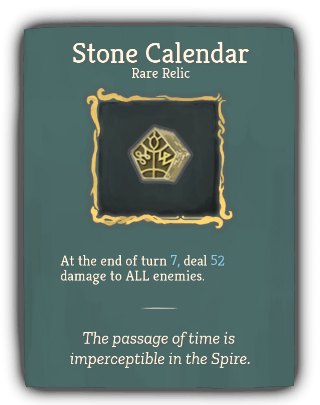 Stone Calendar
Rare Relic
At the end of turn 7, deal 52
damage to ALL enemies.
The passage of time is
imperceptible in the Spire.